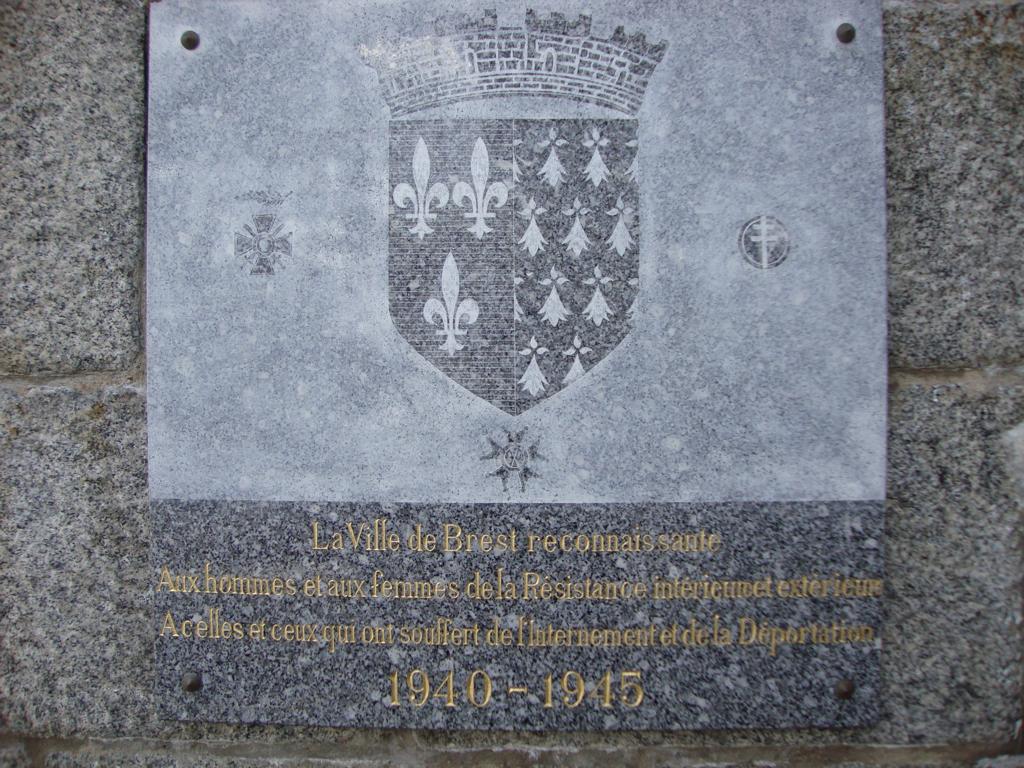 La Ville de Brest reconnaissante
Aux hommes et aux femmes de la Résistance intérieure et extérieure
A celles et ceux qui ont souffert de l'Internement et de la Déportation
1940 - 1945